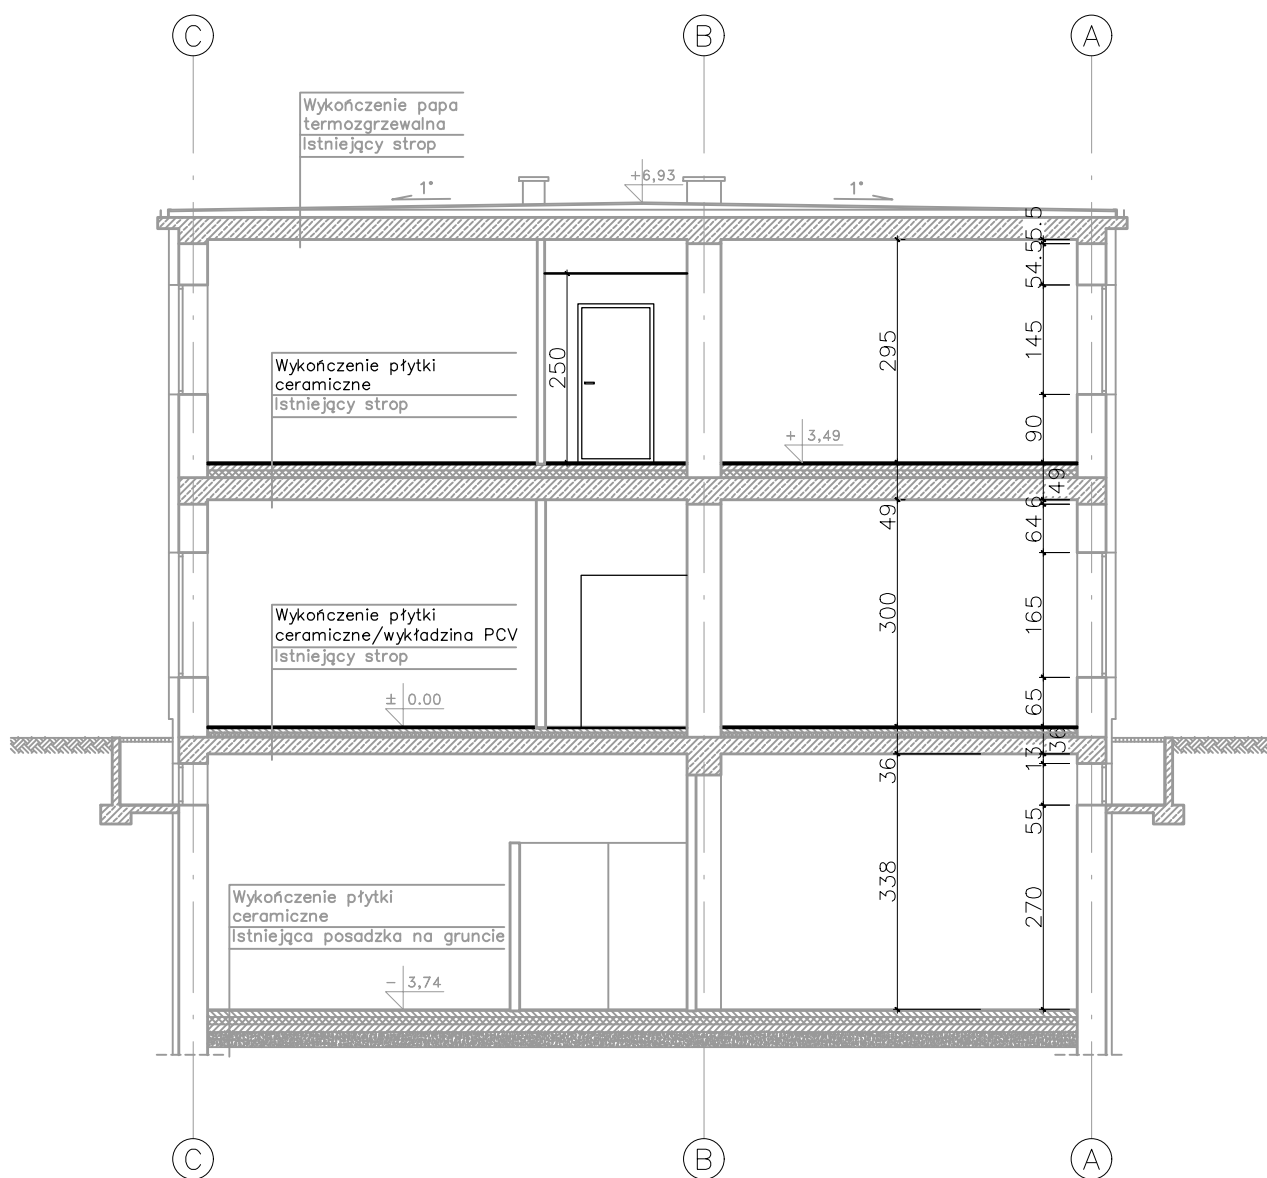 C
B
A
Wykończenie papa
termozgrzewalna
Istniejący strop
1°
+6,93
1°
5.5
54.5
145
295
250
Wykończenie płytki
ceramiczne
Istniejący strop
90
+ 3,49
49
49
6
64
Wykończenie płytki
ceramiczne/wykładzina PCV
Istniejący strop
300
165
± 0.00
65
36
36
13
55
338
270
Wykończenie płytki
ceramiczne
Istniejąca posadzka na gruncie
- 3,74
C
B
A